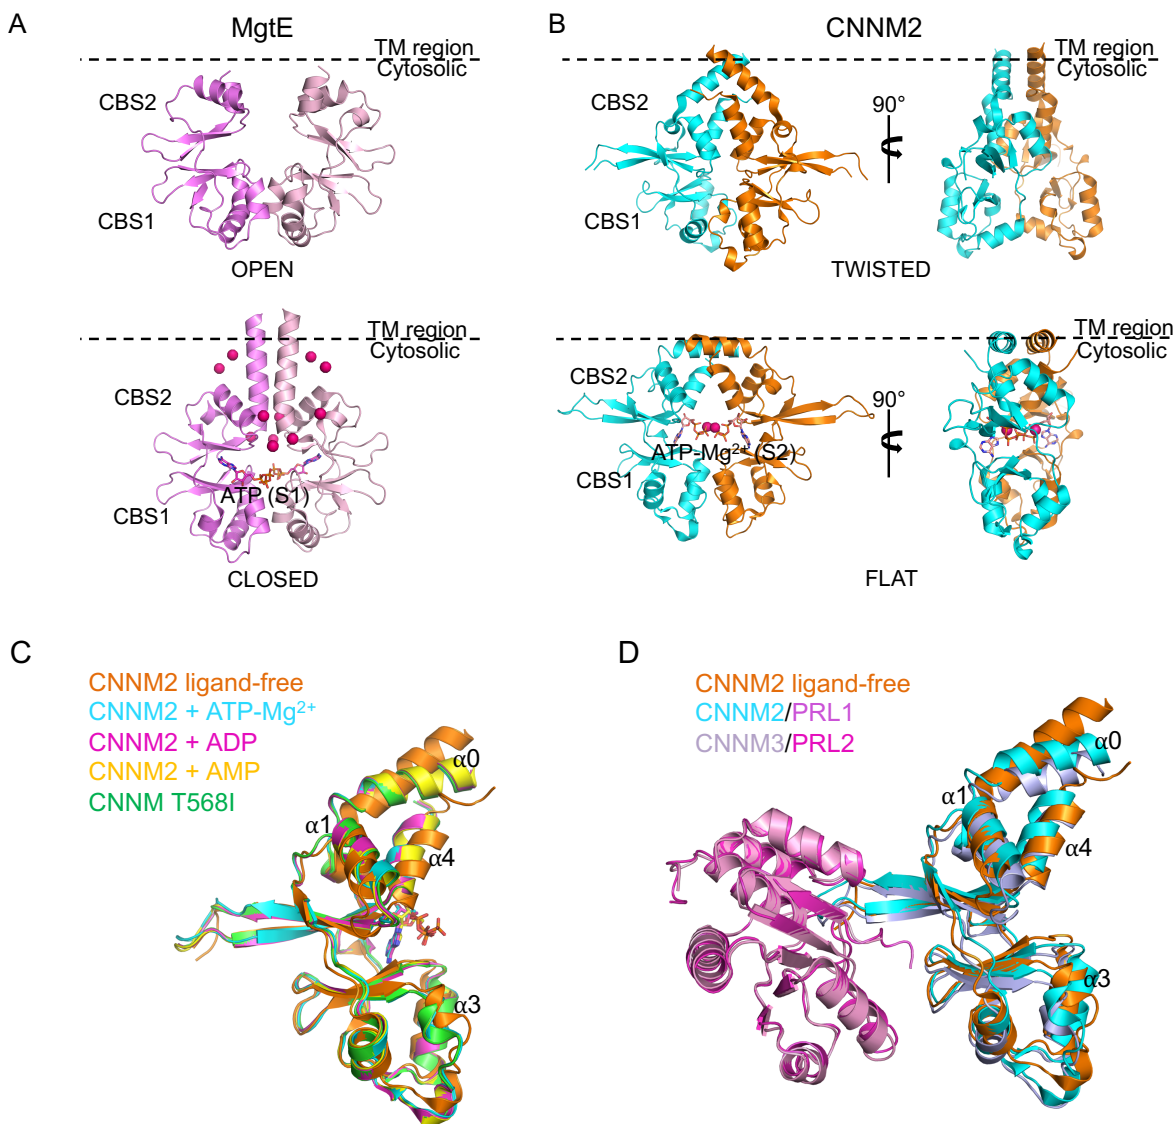 A
MgtE
TM region
Cytosolic
CBS2
CBS1
OPEN
TM region
Cytosolic
CBS2
ATP (S1)
CBS1
CLOSED
B
CNNM2
TM region
Cytosolic
CBS2
90°
CBS1
TWISTED
TM region
Cytosolic
CBS2
90°
ATP-Mg²⁺ (S2)
CBS1
FLAT
C
CNNM2 ligand-free
CNNM2 + ATP-Mg²⁺
CNNM2 + ADP
CNNM2 + AMP
CNNM T568I
α0
α1
α4
α3
D
CNNM2 ligand-free
CNNM2/PRL1
CNNM3/PRL2
α0
α1
α4
α3